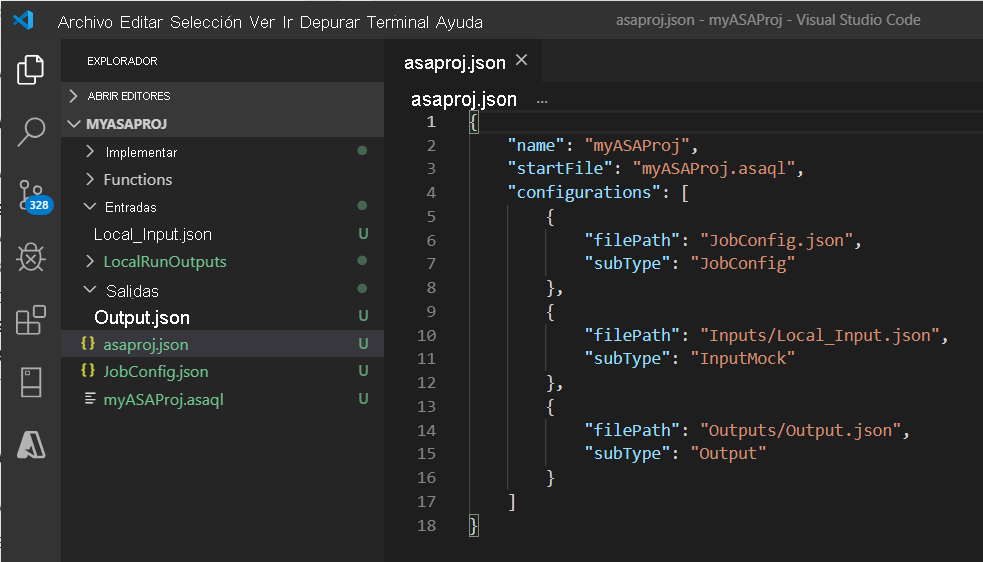 Archivo Editar Selección Ver Ir Depurar Terminal Ayuda
asaproj.json - myASAProj - Visual Studio Code
EXPLORADOR
ABRIR EDITORES
MYASAPROJ
Implementar
Functions
Entradas
Local_Input.json U
LocalRunOutputs
Salidas
Output.json U
{} asaproj.json U
{} JobConfig.json U
myASAProj.asaql U
328
asaproj.json ×
asaproj.json ...
1 {
2 "name": "myASAProj",
3 "startFile": "myASAProj.asaql",
4 "configurations": [
5 {
6 "filePath": "JobConfig.json",
7 "subType": "JobConfig"
8 },
9 {
10 "filePath": "Inputs/Local_Input.json",
11 "subType": "InputMock"
12 },
13 {
14 "filePath": "Outputs/Output.json",
15 "subType": "Output"
16 }
17 ]
18 }